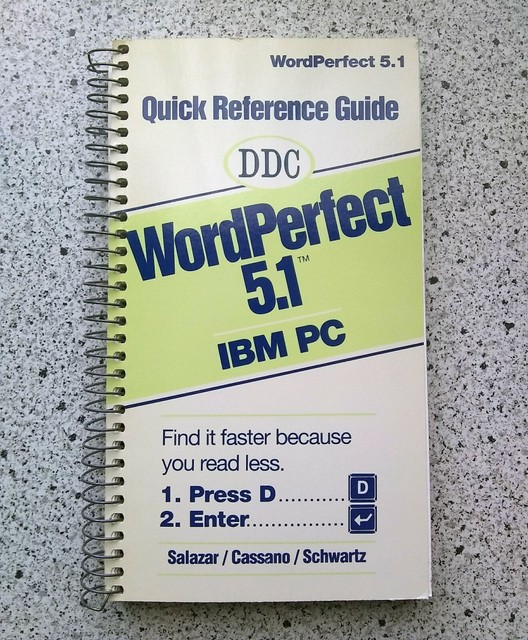 WordPerfect 5.1
Quick Reference Guide
DDC
WordPerfect
5.1™
IBM PC
Find it faster because
you read less.
1. Press D.............. D
2. Enter.................. ↵
Salazar / Cassano / Schwartz